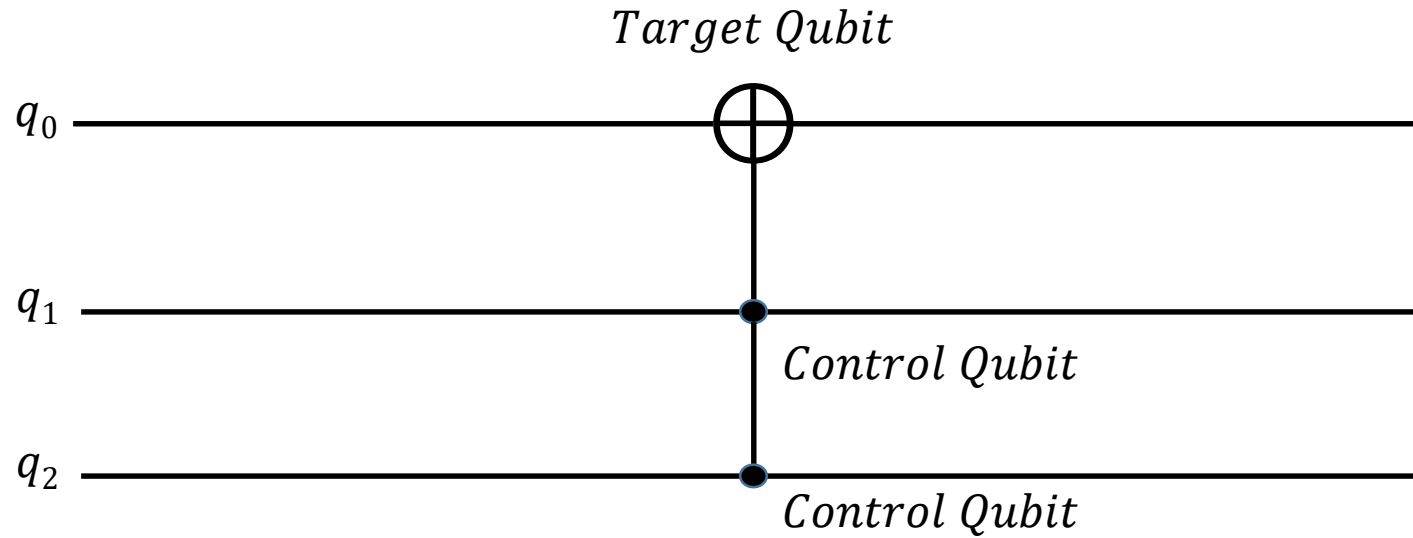 Target Qubit
q₀
q₁
Control Qubit
q₂
Control Qubit